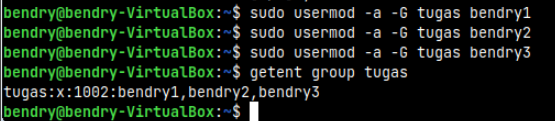 bendry@bendry-VirtualBox:~$ sudo usermod -a -G tugas bendry1
bendry@bendry-VirtualBox:~$ sudo usermod -a -G tugas bendry2
bendry@bendry-VirtualBox:~$ sudo usermod -a -G tugas bendry3
bendry@bendry-VirtualBox:~$ getent group tugas
tugas:x:1002:bendry1,bendry2,bendry3
bendry@bendry-VirtualBox:~$